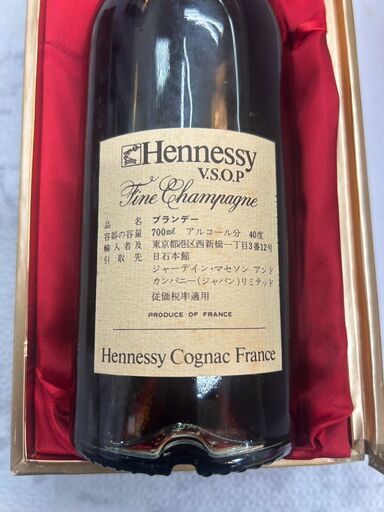 Hennessy
V.S.O.P
Fine Champagne
品名 ブランデー
容器の容量 700ml アルコール分 40度
輸入者及 東京都港区西新橋一丁目3番12号
引取先 日石本館
ジャーデイン・マセソン アンド
カンパニー(ジャパン)リミテッド
従価税率適用
PRODUCE OF FRANCE
Hennessy Cognac France